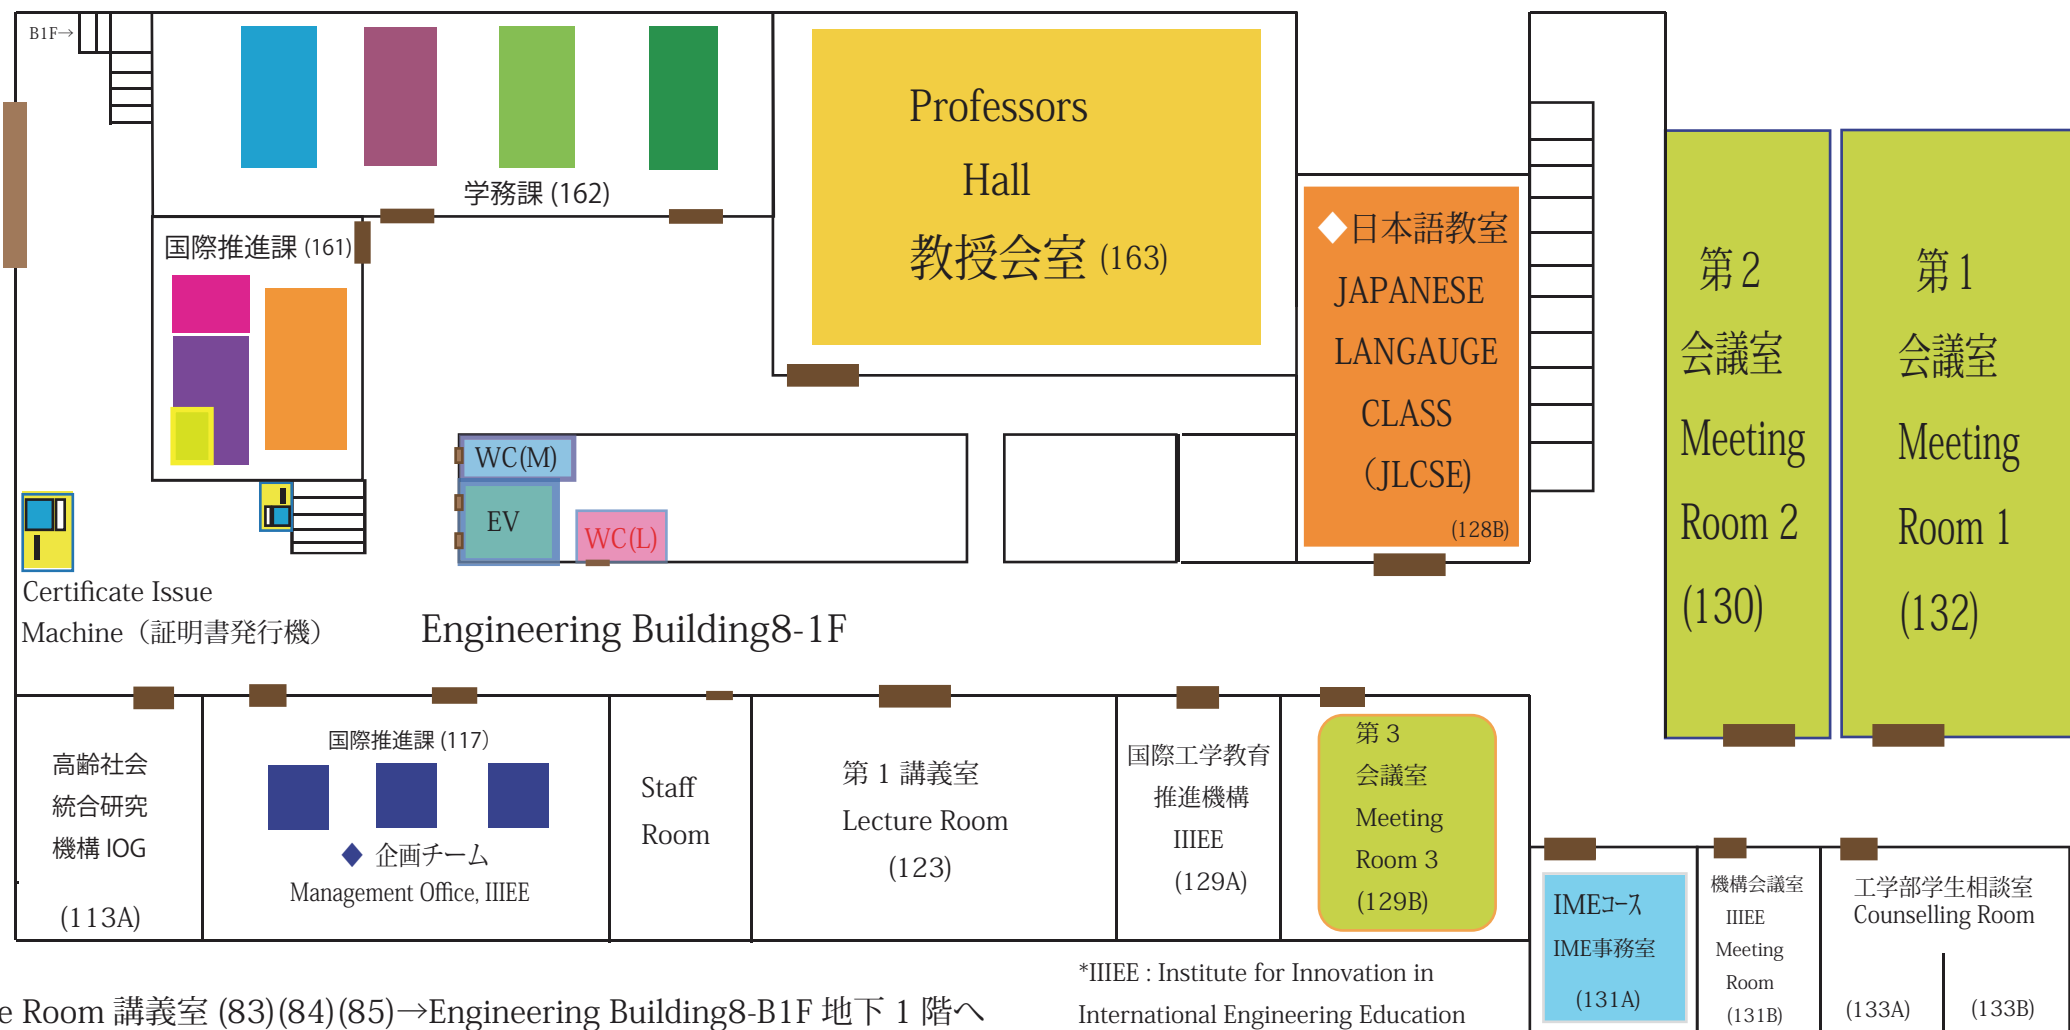 B1F→
学務課 (162)
国際推進課 (161)
Professors
Hall
教授会室 (163)
◆日本語教室
JAPANESE
LANGAUGE
CLASS
（JLCSE）
(128B)
第 2
会議室
Meeting
Room 2
(130)
第 1
会議室
Meeting
Room 1
(132)
WC(M)
EV
WC(L)
Certificate Issue
Machine（証明書発行機）
Engineering Building8-1F
高齢社会
統合研究
機構 IOG
(113A)
国際推進課 (117）
◆ 企画チーム
Management Office, IIIEE
Staff
Room
第 1 講義室
Lecture Room
(123)
国際工学教育
推進機構
IIIEE
(129A)
第 3
会議室
Meeting
Room 3
(129B)
IMEコース
IME事務室
(131A)
機構会議室
IIIEE
Meeting
Room
(131B)
工学部学生相談室
Counselling Room
(133A)
(133B)
e Room 講義室 (83)(84)(85)→Engineering Building8-B1F 地下 1 階へ
*IIIEE : Institute for Innovation in
International Engineering Education